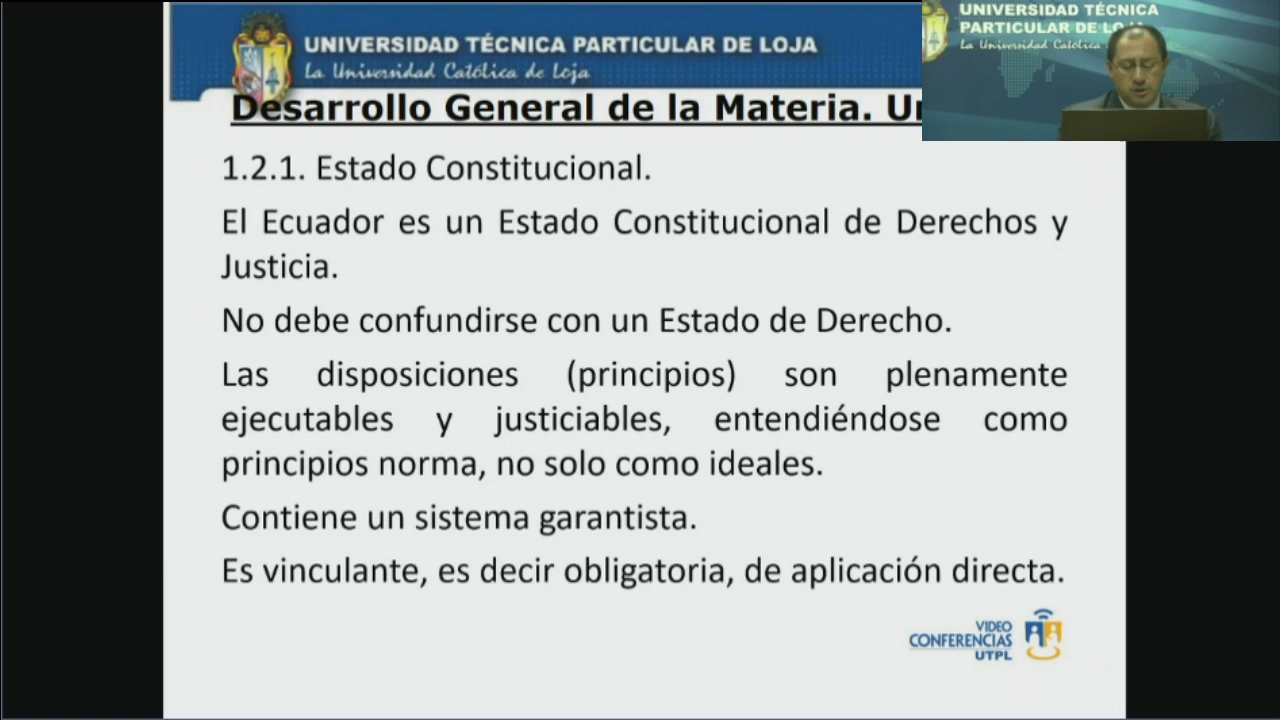 UNIVERSIDAD TÉCNICA PARTICULAR DE LOJA
La Universidad Católica de Loja
Desarrollo General de la Materia.
UNIVERSIDAD TÉCNICA
PARTICULAR DE LOJA
La Universidad Católica
1.2.1. Estado Constitucional.
El Ecuador es un Estado Constitucional de Derechos y
Justicia.
No debe confundirse con un Estado de Derecho.
Las disposiciones (principios) son plenamente
ejecutables y justiciables, entendiéndose como
principios norma, no solo como ideales.
Contiene un sistema garantista.
Es vinculante, es decir obligatoria, de aplicación directa.
VIDEO
CONFERENCIAS
UTPL